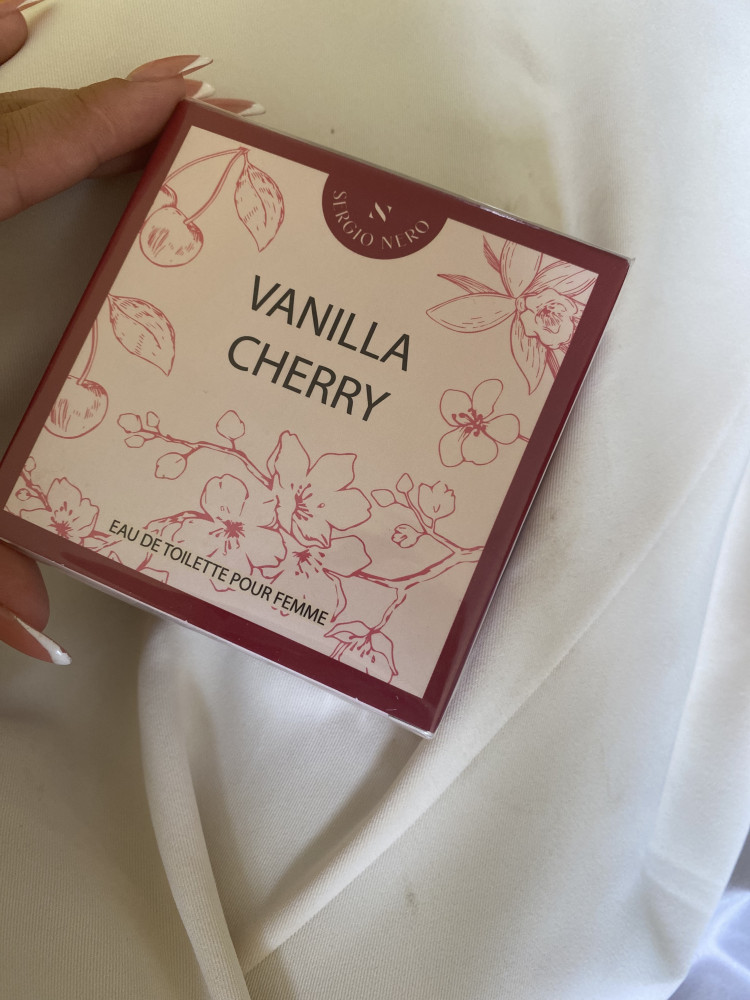 SERGIO NERO
VANILLA
CHERRY
EAU DE TOILETTE POUR FEMME